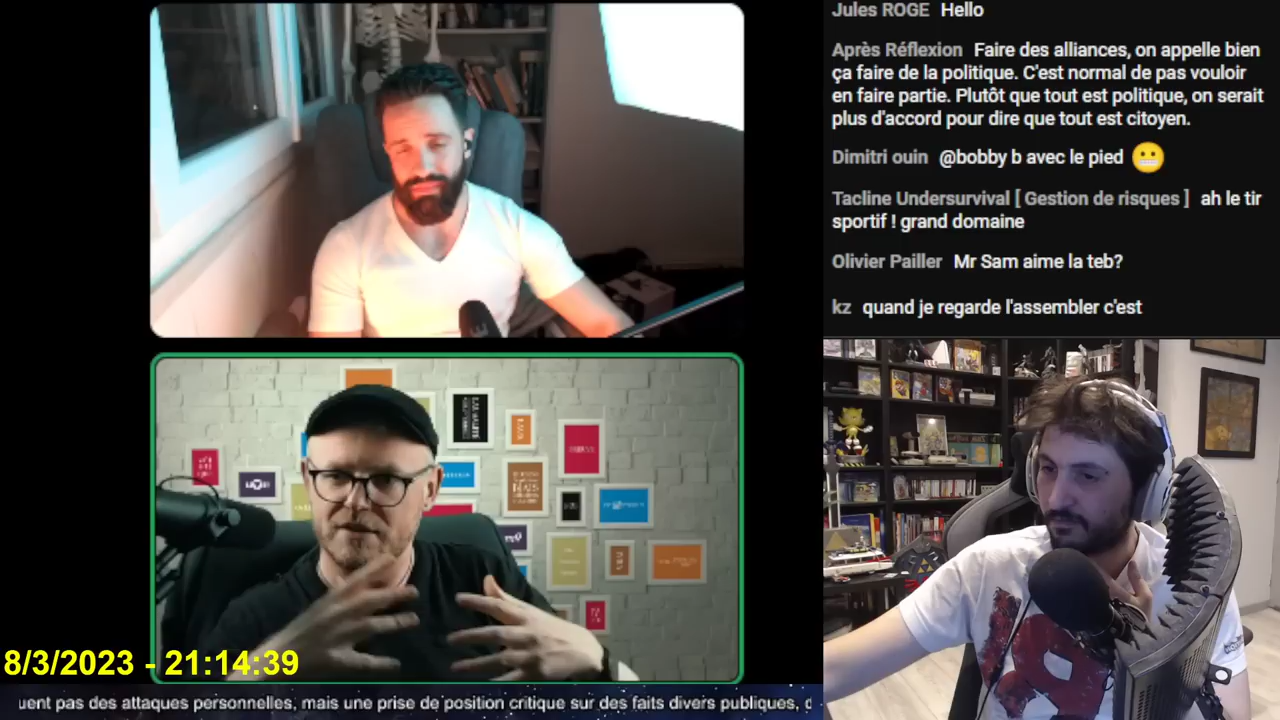 Jules ROGE Hello
Après Réflexion Faire des alliances, on appelle bien
ça faire de la politique. C'est normal de pas vouloir
en faire partie. Plutôt que tout est politique, on serait
plus d'accord pour dire que tout est citoyen.
Dimitri ouin @bobby b avec le pied 😬
Tacline Undersurvival [ Gestion de risques ] ah le tir
sportif ! grand domaine
Olivier Pailler Mr Sam aime la teb?
kz quand je regarde l'assembler c'est
8/3/2023 - 21:14:39
uent pas des attaques personnelles, mais une prise de position critique sur des faits divers publiques, d